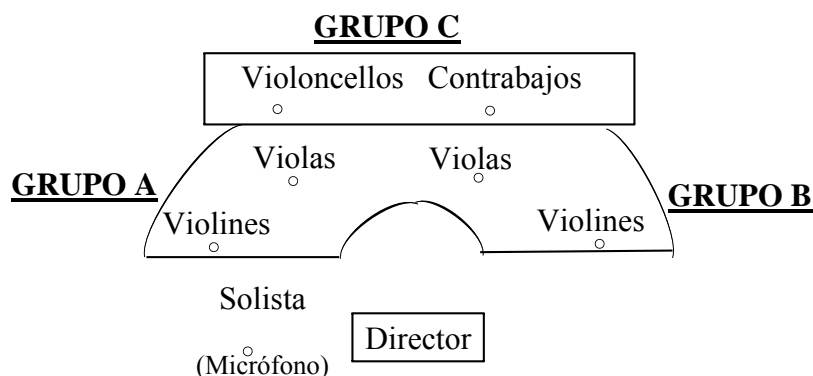 GRUPO C
Violoncellos Contrabajos
Violas Violas
GRUPO A
GRUPO B
Violines Violines
Solista
Director
(Micrófono)